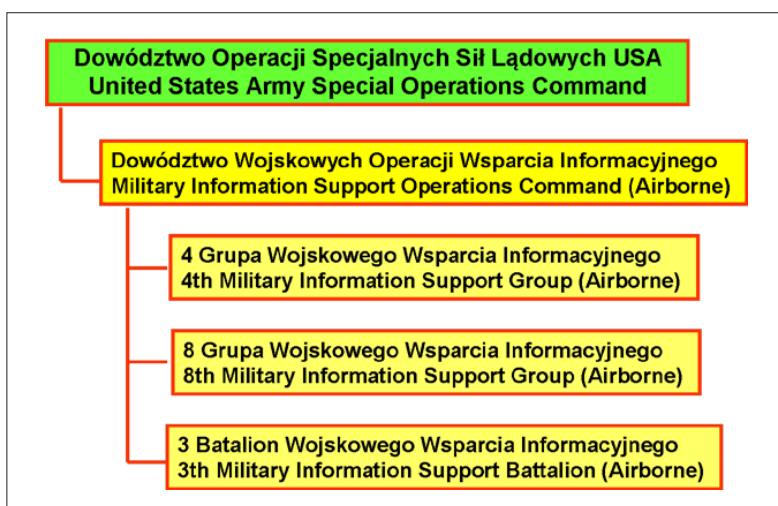 Dowództwo Operacji Specjalnych Sił Lądowych USA
United States Army Special Operations Command
Dowództwo Wojskowych Operacji Wsparcia Informacyjnego
Military Information Support Operations Command (Airborne)
4 Grupa Wojskowego Wsparcia Informacyjnego
4th Military Information Support Group (Airborne)
8 Grupa Wojskowego Wsparcia Informacyjnego
8th Military Information Support Group (Airborne)
3 Batalion Wojskowego Wsparcia Informacyjnego
3th Military Information Support Battalion (Airborne)